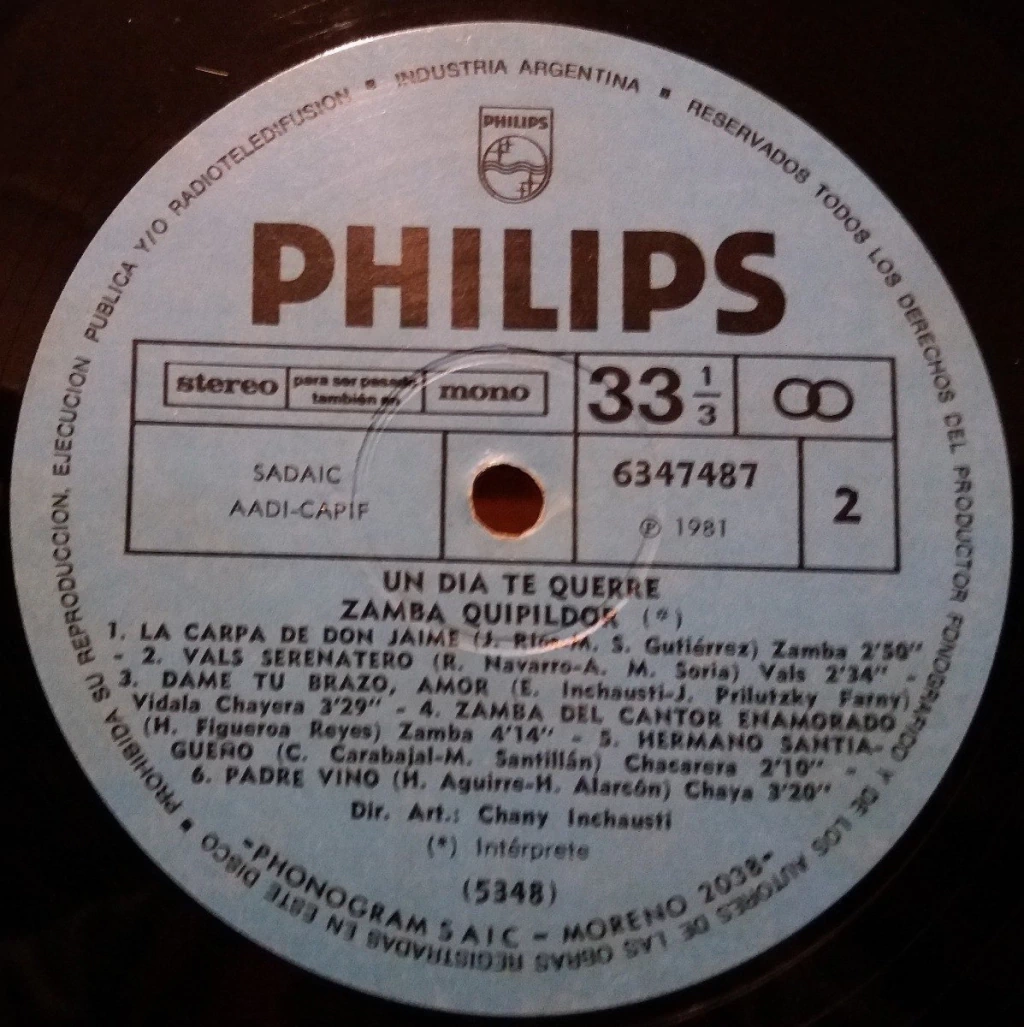 INDUSTRIA ARGENTINA ▪ RESERVADOS TODOS LOS DERECHOS DEL PRODUCTOR FONOGRAFICO Y DE LOS AUTORES DE LAS OBRAS REGISTRADAS EN ESTE DISCO ▪ PROHIBIDA SU REPRODUCCION, EJECUCION PUBLICA Y/O RADIOTELEDIFUSION ▪
PHILIPS
PHILIPS
stereo para ser pasado también en mono
33 1/3
SADAIC
AADI-CAPIF
6347487
℗ 1981
2
UN DIA TE QUERRE
ZAMBA QUIPILDOR (*)
1. LA CARPA DE DON JAIME (J. Ríos-M. S. Gutiérrez) Zamba 2'50"
- 2. VALS SERENATERO (R. Navarro-A. M. Soria) Vals 2'34" -
3. DAME TU BRAZO, AMOR (E. Inchausti-J. Prilutzky Farny)
Vidala Chayera 3'29" - 4. ZAMBA DEL CANTOR ENAMORADO
(H. Figueroa Reyes) Zamba 4'14" - 5. HERMANO SANTIA-
GUEÑO (C. Carabajal-M. Santillán) Chacarera 2'10" -
6. PADRE VINO (H. Aguirre-H. Alarcón) Chaya 3'20"
Dir. Art.: Chany Inchausti
(*) Intérprete
(5348)
-PHONOGRAM S A I C - MORENO 2038-